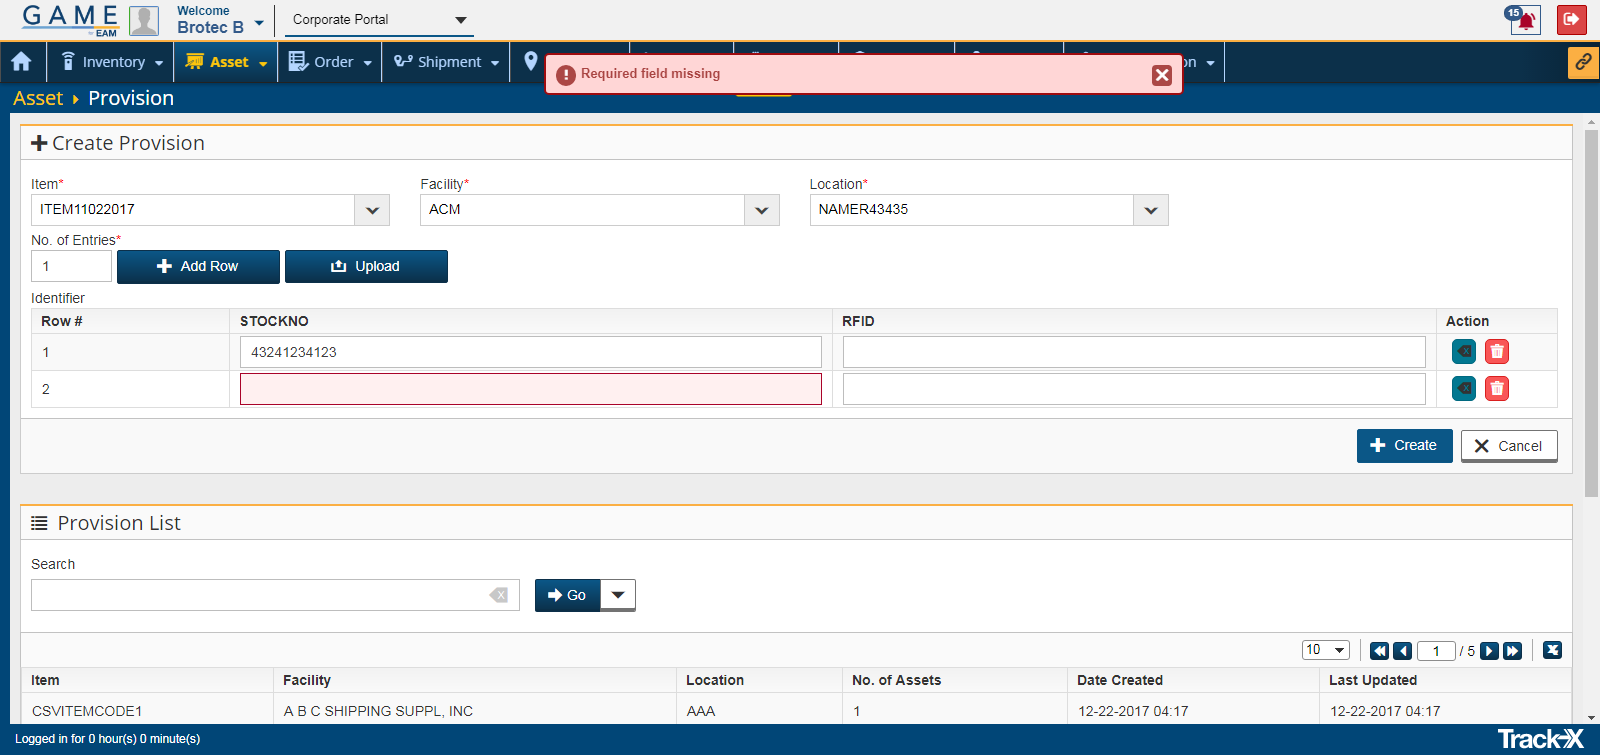 GAME
by EAM
Welcome
Brotec B
Corporate Portal
15
Inventory
Asset
Order
Shipment
on
Required field missing
Asset Provision
Create Provision
Item* Facility* Location*
ITEM11022017 ACM NAMER43435
No. of Entries*
1 Add Row Upload
Identifier
Row # STOCKNO RFID Action
1 43241234123
2
Create Cancel
Provision List
Search
Go
10 1 / 5
Item Facility Location No. of Assets Date Created Last Updated
CSVITEMCODE1 A B C SHIPPING SUPPL, INC AAA 1 12-22-2017 04:17 12-22-2017 04:17
Logged in for 0 hour(s) 0 minute(s)
Track-X